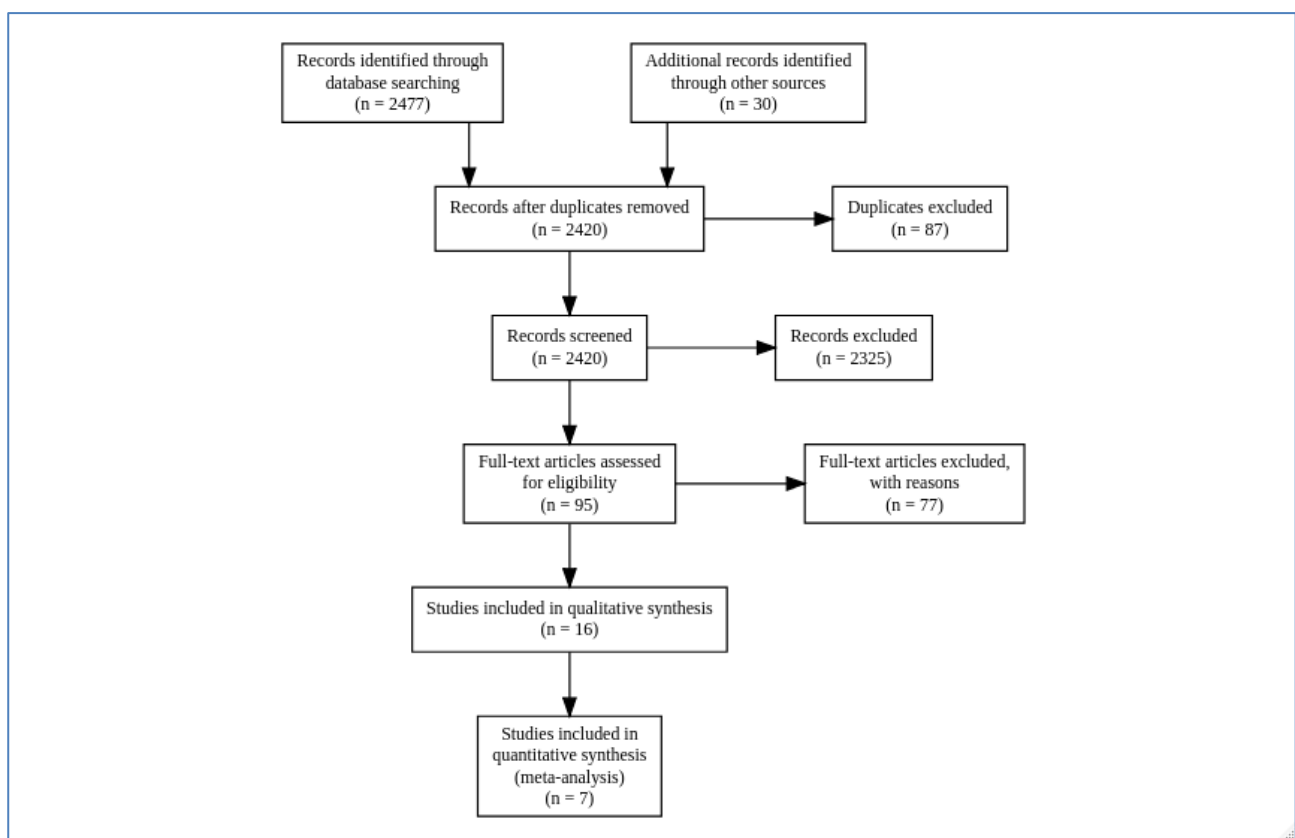 Records identified through
database searching
(n = 2477)
Additional records identified
through other sources
(n = 30)
Records after duplicates removed
(n = 2420)
Duplicates excluded
(n = 87)
Records screened
(n = 2420)
Records excluded
(n = 2325)
Full-text articles assessed
for eligibility
(n = 95)
Full-text articles excluded,
with reasons
(n = 77)
Studies included in qualitative synthesis
(n = 16)
Studies included in
quantitative synthesis
(meta-analysis)
(n = 7)